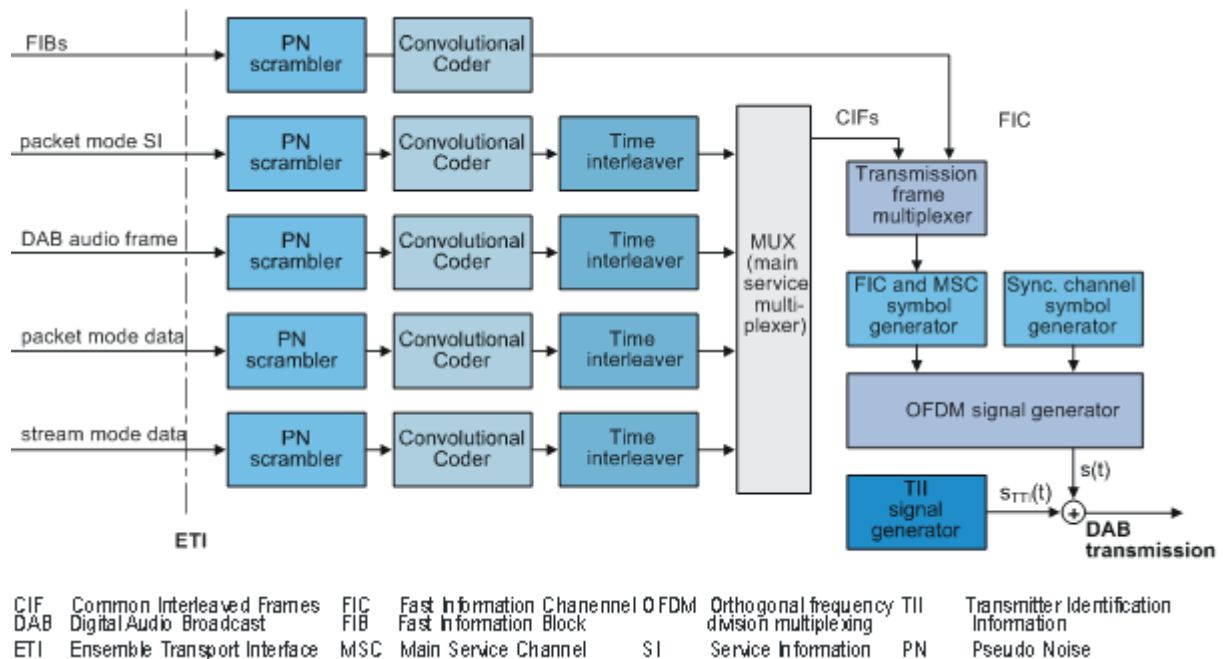 FIBs
PN
scrambler
Convolutional
Coder
CIFs
FIC
packet mode SI
PN
scrambler
Convolutional
Coder
Time
interleaver
Transmission
frame
multiplexer
DAB audio frame
PN
scrambler
Convolutional
Coder
Time
interleaver
MUX
(main
service
multi-
plexer)
FIC and MSC
symbol
generator
Sync. channel
symbol
generator
packet mode data
PN
scrambler
Convolutional
Coder
Time
interleaver
OFDM signal generator
stream mode data
PN
scrambler
Convolutional
Coder
Time
interleaver
s(t)
TII
signal
generator
sTTI(t)
+
DAB
transmission
ETI
CIF Common Interleaved Frames FIC Fast Information Chanennel OFDM Orthogonal frequency TII Transmitter Identification
DAB Digital Audio Broadcast FIB Fast Information Block division multiplexing Information
ETI Ensemble Transport Interface MSC Main Service Channel SI Service Information PN Pseudo Noise